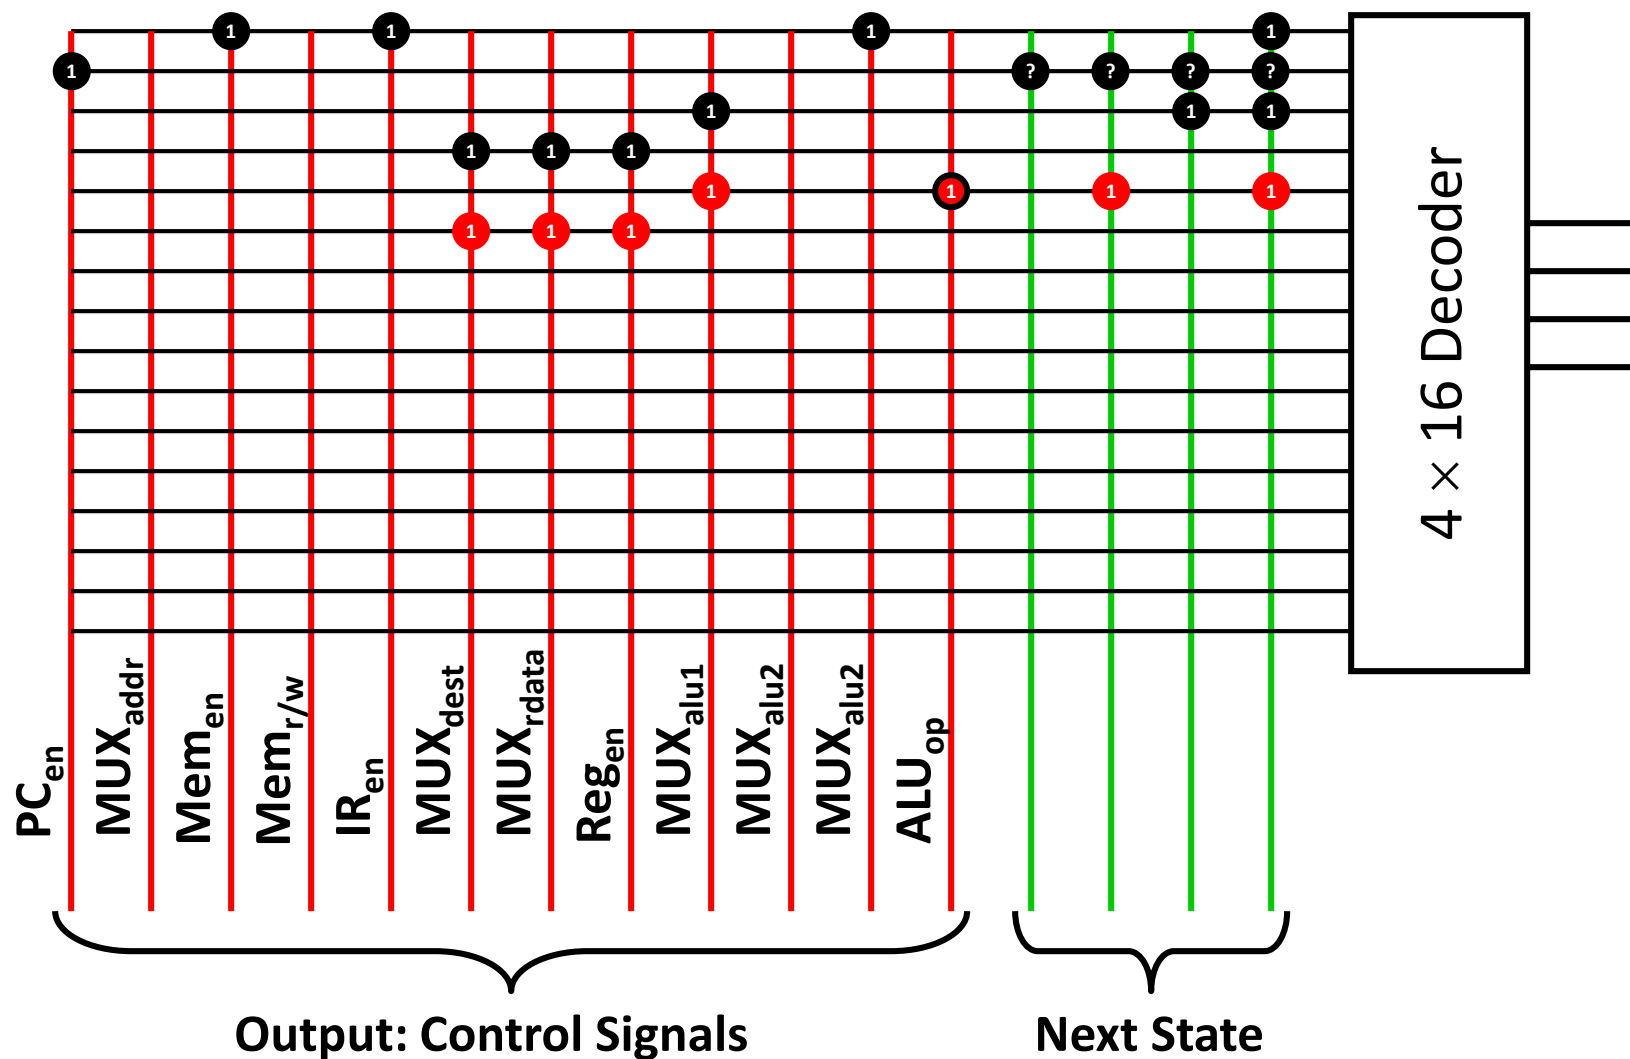 1 1 1 1
1 ? ? ? ?
1 1 1
1 1 1
1 1 1 1
1 1 1
4 × 16 Decoder
PCen
MUXaddr
Memen
Memr/w
IRen
MUXdest
MUXrdata
Regen
MUXalu1
MUXalu2
MUXalu2
ALUop
Output: Control Signals
Next State